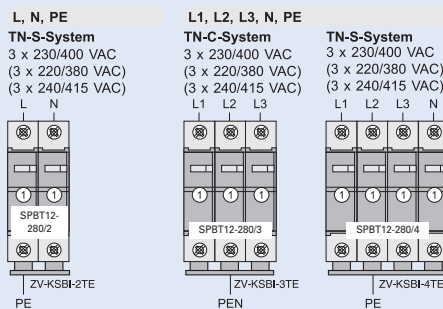 L, N, PE
TN-S-System
3 x 230/400 VAC
(3 x 220/380 VAC)
(3 x 240/415 VAC)
L N
1 1
SPBT12-
280/2
ZV-KSBI-2TE
PE
L1, L2, L3, N, PE
TN-C-System
3 x 230/400 VAC
(3 x 220/380 VAC)
(3 x 240/415 VAC)
L1 L2 L3
1 1 1
SPBT12-280/3
ZV-KSBI-3TE
PEN
TN-S-System
3 x 230/400 VAC
(3 x 220/380 VAC)
(3 x 240/415 VAC)
L1 L2 L3 N
1 1 1 1
SPBT12-280/4
ZV-KSBI-4TE
PE